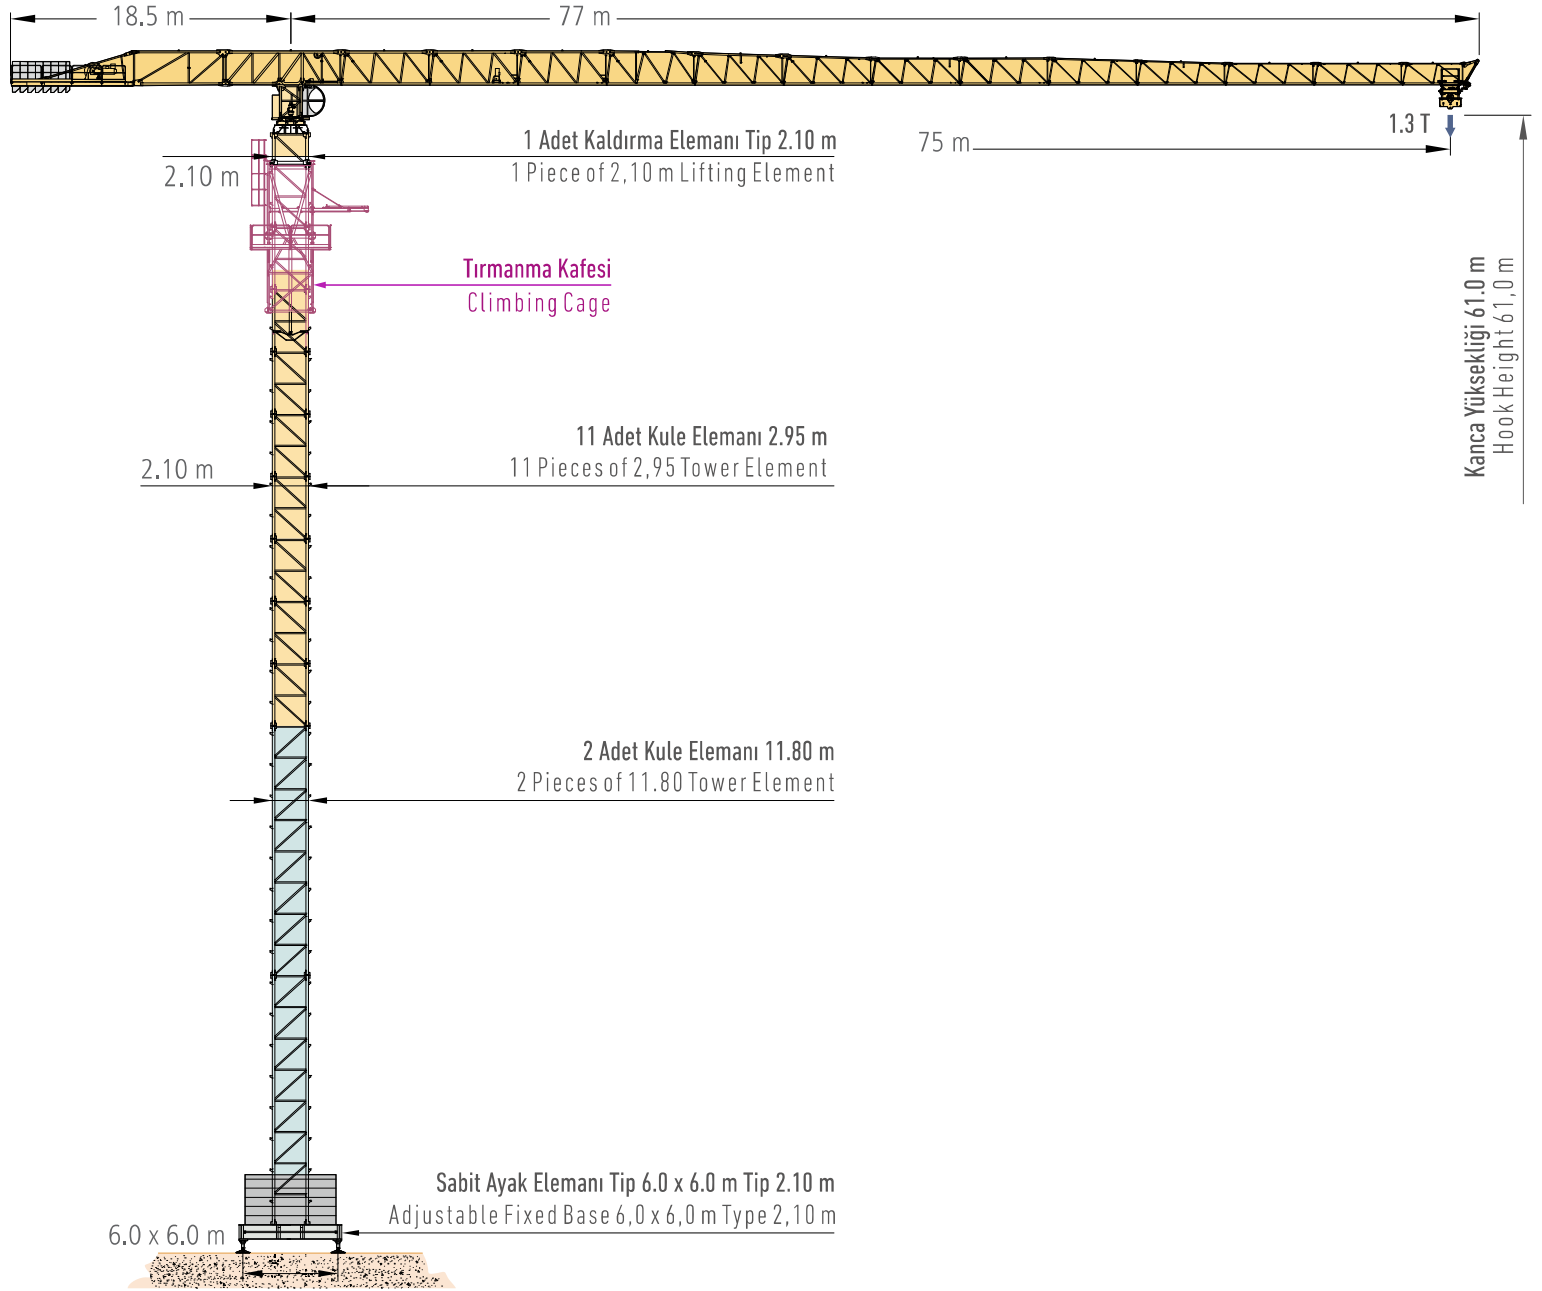 18.5 m
77 m
1 Adet Kaldırma Elemanı Tip 2.10 m
1 Piece of 2,10 m Lifting Element
2.10 m
1.3 T
75 m
Tırmanma Kafesi
Climbing Cage
Kanca Yüksekliği 61.0 m
Hook Height 61,0 m
11 Adet Kule Elemanı 2.95 m
11 Pieces of 2,95 Tower Element
2.10 m
2 Adet Kule Elemanı 11.80 m
2 Pieces of 11.80 Tower Element
Sabit Ayak Elemanı Tip 6.0 x 6.0 m Tip 2.10 m
Adjustable Fixed Base 6,0 x 6,0 m Type 2,10 m
6.0 x 6.0 m